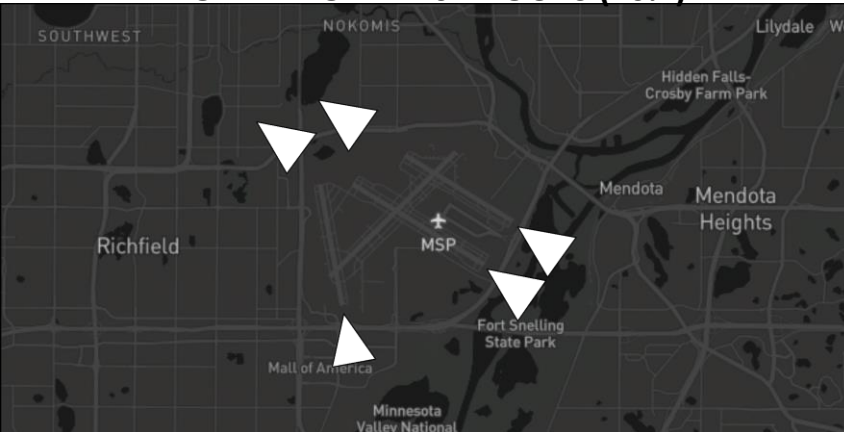 SOUTHWEST
NOKOMIS
Lilydale
Hidden Falls-
Crosby Farm Park
Mendota
Mendota
Heights
Richfield
MSP
Fort Snelling
State Park
Mall of America
Minnesota
Valley National